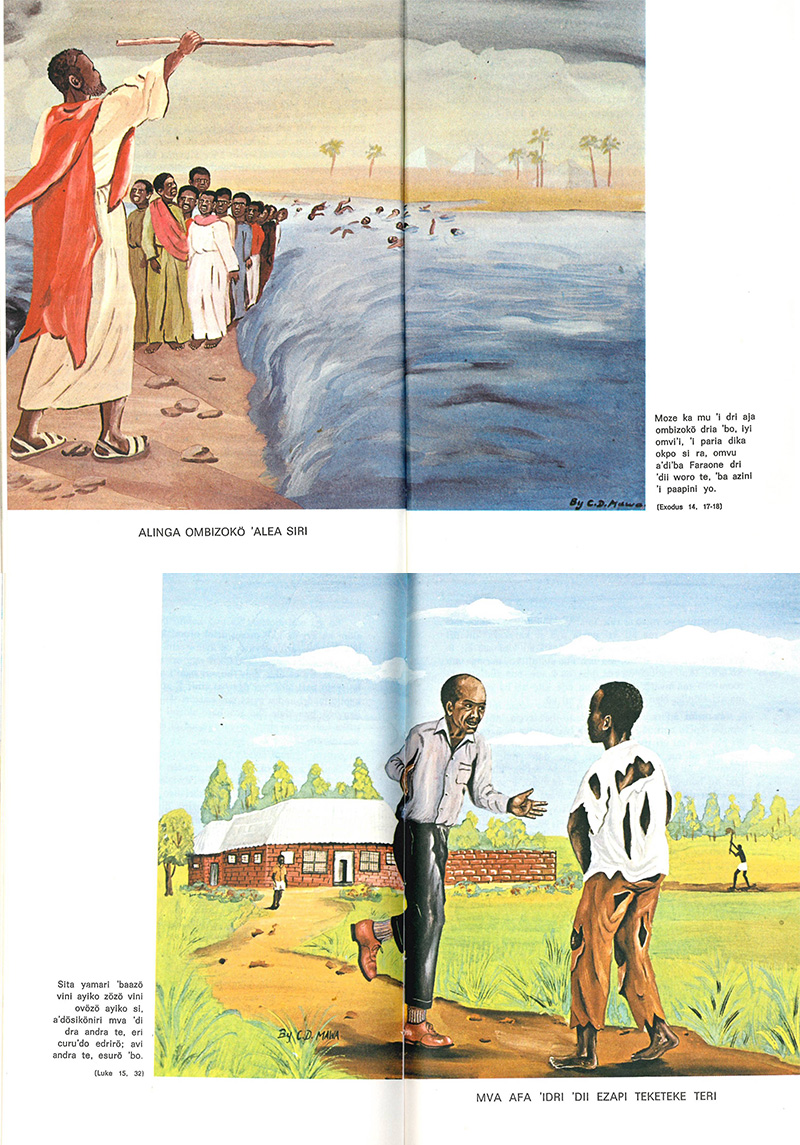 Moze ka mu 'i dri aja
ombizokö dria 'bo, iyi
omvi'i, 'i paria dika
okpo si ra, omvu
a'di'ba Faraone dri
'dii woro te, 'ba azini
'i paapini yo.
(Exodus 14, 17-18)
By C.D. Mawa
ALINGA OMBIZOKÖ 'ALEA SIRI
Sita yamari 'baazö
vini ayiko zözö vini
ovözö ayiko si,
a'dösiköniri mva 'di
dra andra te, eri
curu'do edrirö; avi
andra te, esurö 'bo.
(Luke 15, 32)
By C.D. MAWA
MVA AFA 'IDRI 'DII EZAPI TEKETEKE TERI